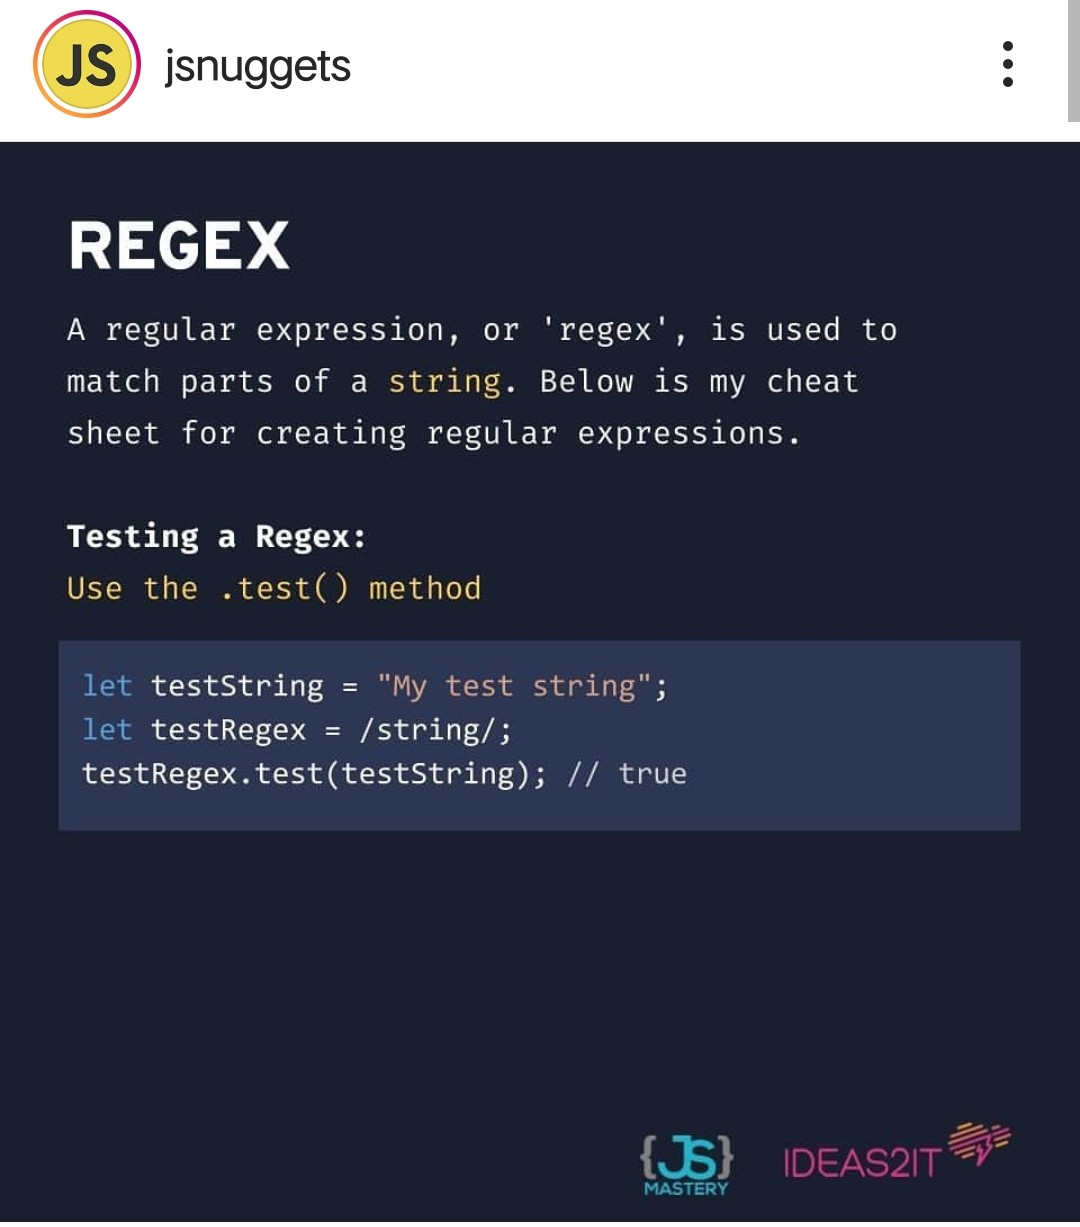 JS jsnuggets
REGEX
A regular expression, or 'regex', is used to
match parts of a string. Below is my cheat
sheet for creating regular expressions.
Testing a Regex:
Use the .test() method
let testString = "My test string";
let testRegex = /string/;
testRegex.test(testString); // true
{JS}
MASTERY
IDEAS2IT